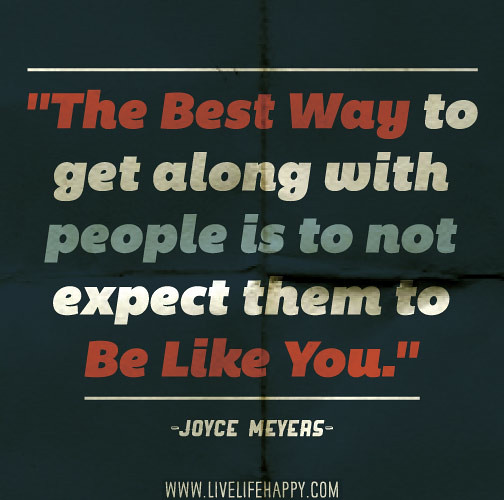 "The Best Way to
get along with
people is to not
expect them to
Be Like You."
-JOYCE MEYERS-
WWW.LIVELIFEHAPPY.COM